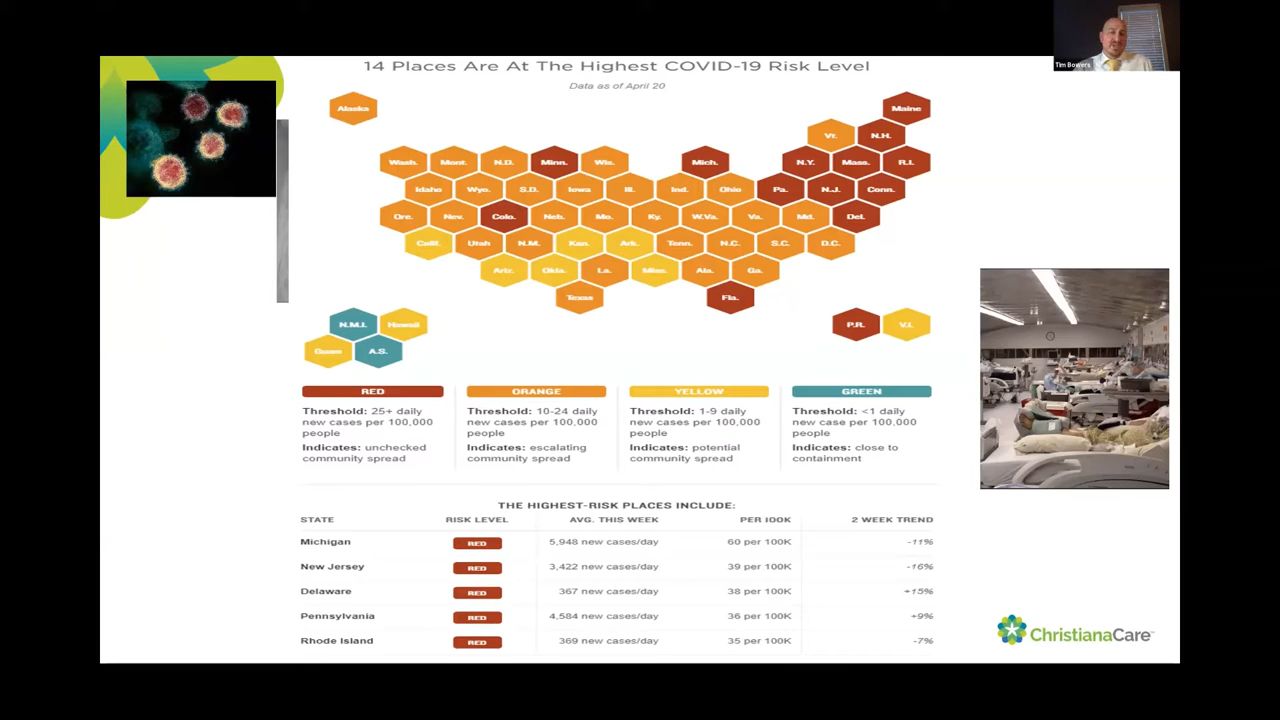 Tim Bowers
14 Places Are At The Highest COVID-19 Risk Level
Data as of April 20
Alaska
Maine
Vt.
N.H.
Wash.
Mont.
N.D.
Minn.
Wis.
Mich.
N.Y.
Mass.
R.I.
Idaho
Wyo.
S.D.
Iowa
Ill.
Ind.
Ohio
Pa.
N.J.
Conn.
Ore.
Nev.
Colo.
Neb.
Mo.
Ky.
W.Va.
Va.
Md.
Del.
Calif.
Utah
N.M.
Kan.
Ark.
Tenn.
N.C.
S.C.
D.C.
Ariz.
Okla.
La.
Miss.
Ala.
Ga.
Texas
Fla.
N.M.I.
Hawaii
P.R.
V.I.
Guam
A.S.
RED
Threshold: 25+ daily
new cases per 100,000
people
Indicates: unchecked
community spread
ORANGE
Threshold: 10-24 daily
new cases per 100,000
people
Indicates: escalating
community spread
YELLOW
Threshold: 1-9 daily
new cases per 100,000
people
Indicates: potential
community spread
GREEN
Threshold: <1 daily
new case per 100,000
people
Indicates: close to
containment
THE HIGHEST-RISK PLACES INCLUDE:
STATE RISK LEVEL AVG. THIS WEEK PER 100K 2 WEEK TREND
Michigan RED 5,948 new cases/day 60 per 100K -11%
New Jersey RED 3,422 new cases/day 39 per 100K -16%
Delaware RED 367 new cases/day 38 per 100K +15%
Pennsylvania RED 4,584 new cases/day 36 per 100K +9%
Rhode Island RED 369 new cases/day 35 per 100K -7%
ChristianaCare™